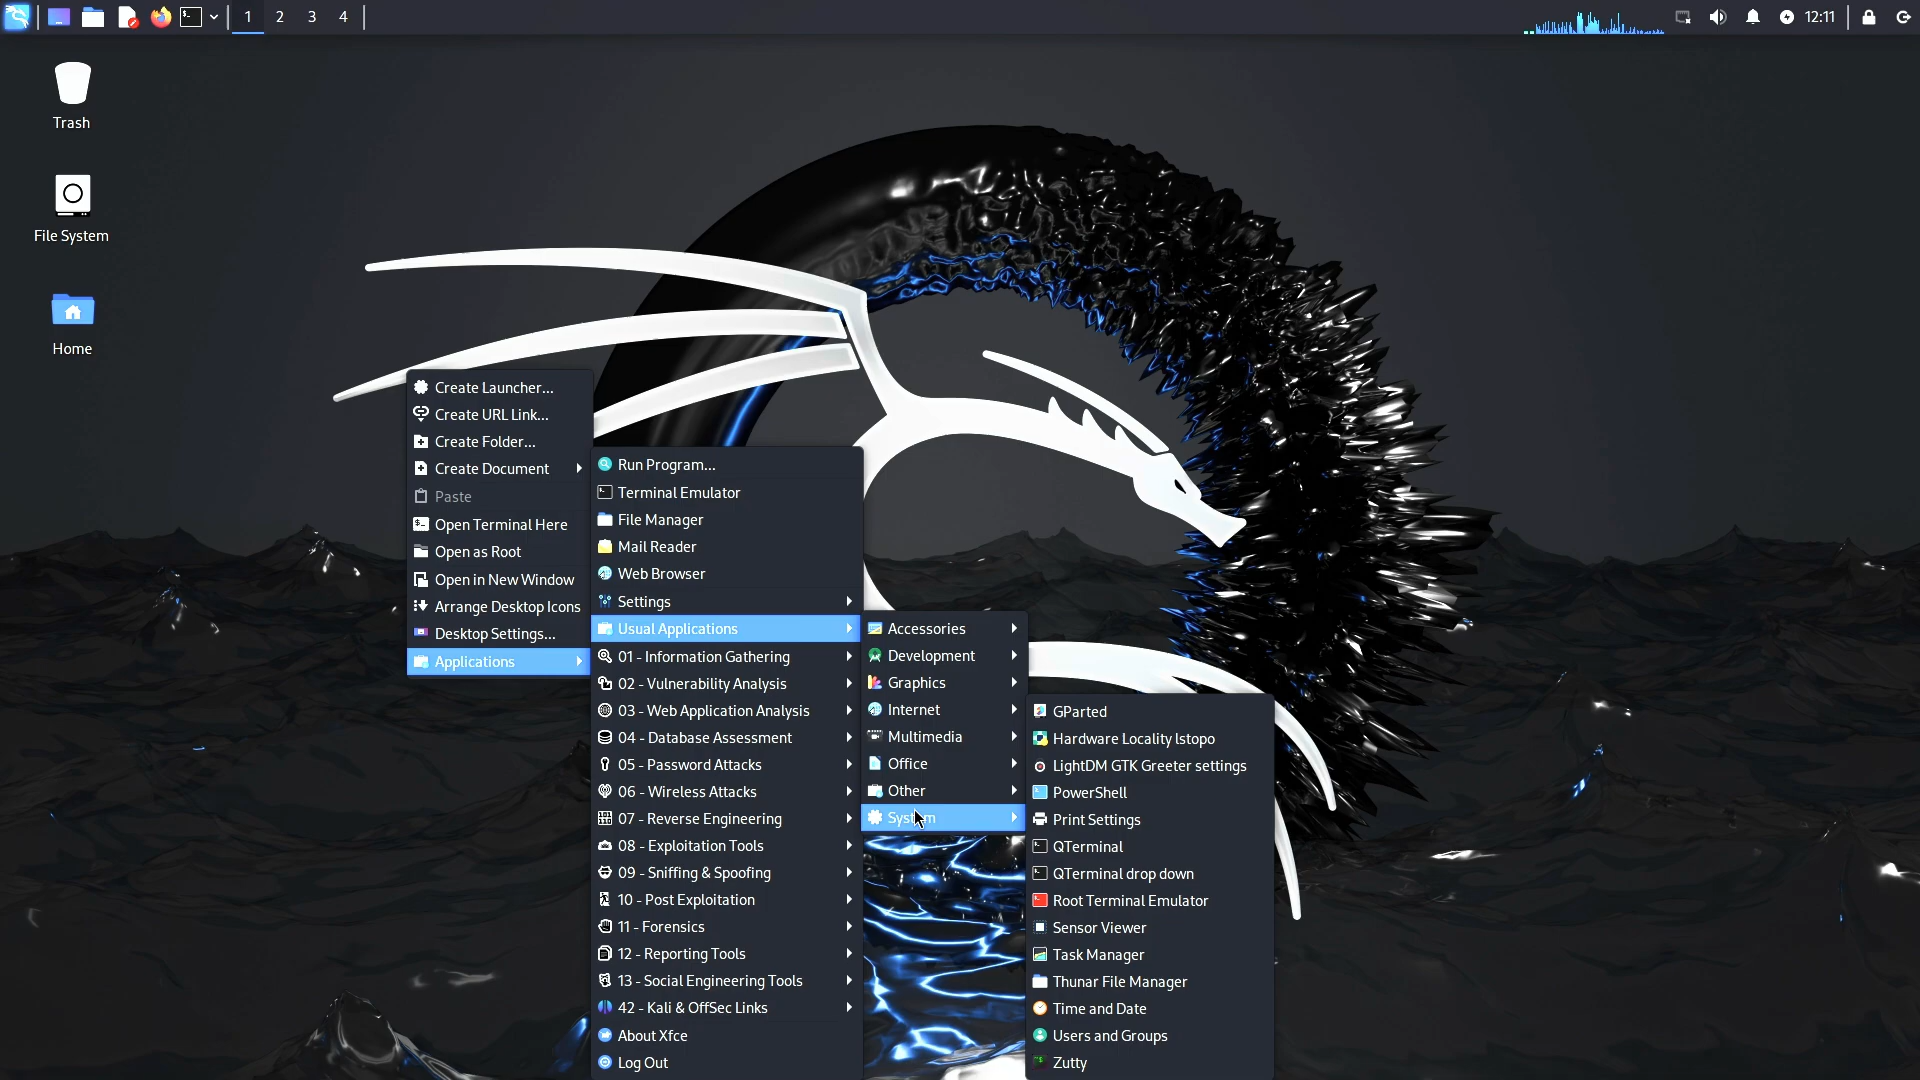 1 2 3 4
12:11
Trash
File System
Home
Create Launcher...
Create URL Link...
Create Folder...
Create Document
Paste
Open Terminal Here
Open as Root
Open in New Window
Arrange Desktop Icons
Desktop Settings...
Applications
Run Program...
Terminal Emulator
File Manager
Mail Reader
Web Browser
Settings
Usual Applications
01 - Information Gathering
02 - Vulnerability Analysis
03 - Web Application Analysis
04 - Database Assessment
05 - Password Attacks
06 - Wireless Attacks
07 - Reverse Engineering
08 - Exploitation Tools
09 - Sniffing & Spoofing
10 - Post Exploitation
11 - Forensics
12 - Reporting Tools
13 - Social Engineering Tools
42 - Kali & OffSec Links
About Xfce
Log Out
Accessories
Development
Graphics
Internet
Multimedia
Office
Other
System
GParted
Hardware Locality lstopo
LightDM GTK Greeter settings
PowerShell
Print Settings
QTerminal
QTerminal drop down
Root Terminal Emulator
Sensor Viewer
Task Manager
Thunar File Manager
Time and Date
Users and Groups
Zutty